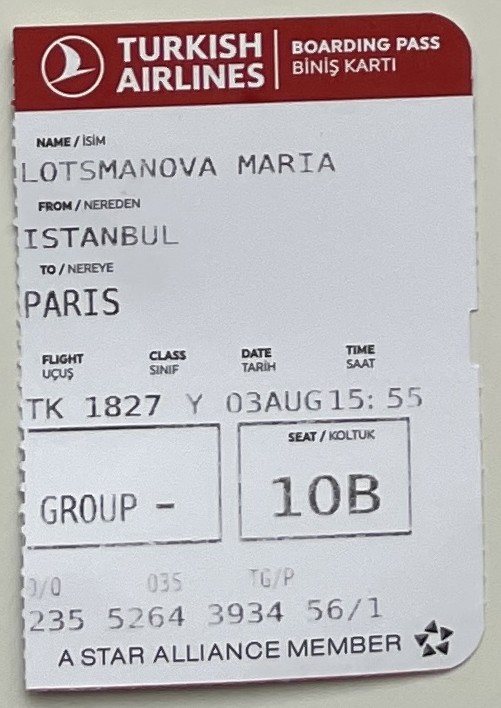 TURKISH AIRLINES
BOARDING PASS
BİNİŞ KARTI
NAME / İSİM
LOTSMANOVA MARIA
FROM / NEREDEN
ISTANBUL
TO / NEREYE
PARIS
FLIGHT CLASS DATE TIME
UÇUŞ SINIF TARİH SAAT
TK 1827 Y 03AUG 15: 55
SEAT / KOLTUK
GROUP - 10B
035 TG/P
235 5264 3934 56/1
A STAR ALLIANCE MEMBER